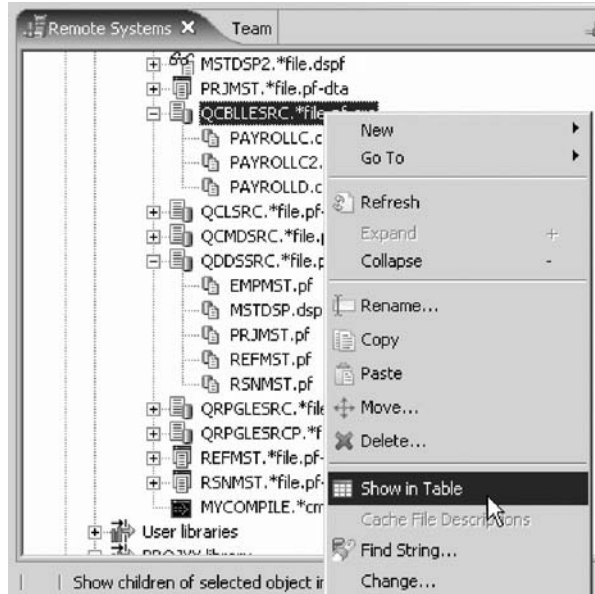 Remote Systems Team
MSTDSP2.*file.dspf
PRJMST.*file.pf-dta
QCBLLESRC.*file.pf-src
PAYROLLC.c
PAYROLLC2.
PAYROLLD.c
QCLSRC.*file.pf-
QCMDSRC.*file.
QDDSSRC.*file.p
EMPMST.pf
MSTDSP.dsp
PRJMST.pf
REFMST.pf
RSNMST.pf
QRPGLESRC.*file
QRPGLESRCP.*f
REFMST.*file.pf-
RSNMST.*file.pf-
MYCOMPILE.*cm
User libraries
Show children of selected object in
New
Go To
Refresh
Expand +
Collapse -
Rename...
Copy
Paste
Move...
Delete...
Show in Table
Cache File Descriptions
Find String...
Change...